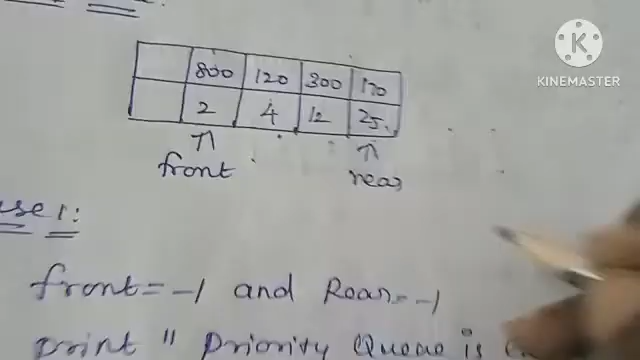 K
KINEMASTER
800 120 300 170
2 4 12 25
front rear
use 1:
front = -1 and Rear = -1
print " Priority Queue is